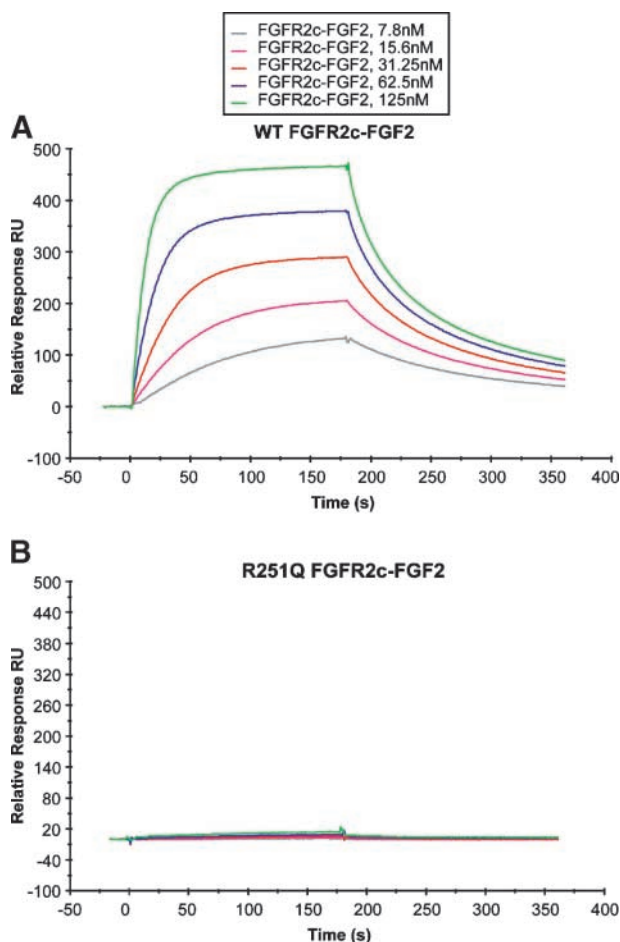 FGFR2c-FGF2, 7.8nM
FGFR2c-FGF2, 15.6nM
FGFR2c-FGF2, 31.25nM
FGFR2c-FGF2, 62.5nM
FGFR2c-FGF2, 125nM
A
WT FGFR2c-FGF2
500
400
300
200
100
0
-100
Relative Response RU
-50 0 50 100 150 200 250 300 350 400
Time (s)
B
R251Q FGFR2c-FGF2
500
440
380
320
260
200
140
80
20
-40
-100
Relative Response RU
-50 0 50 100 150 200 250 300 350 400
Time (s)